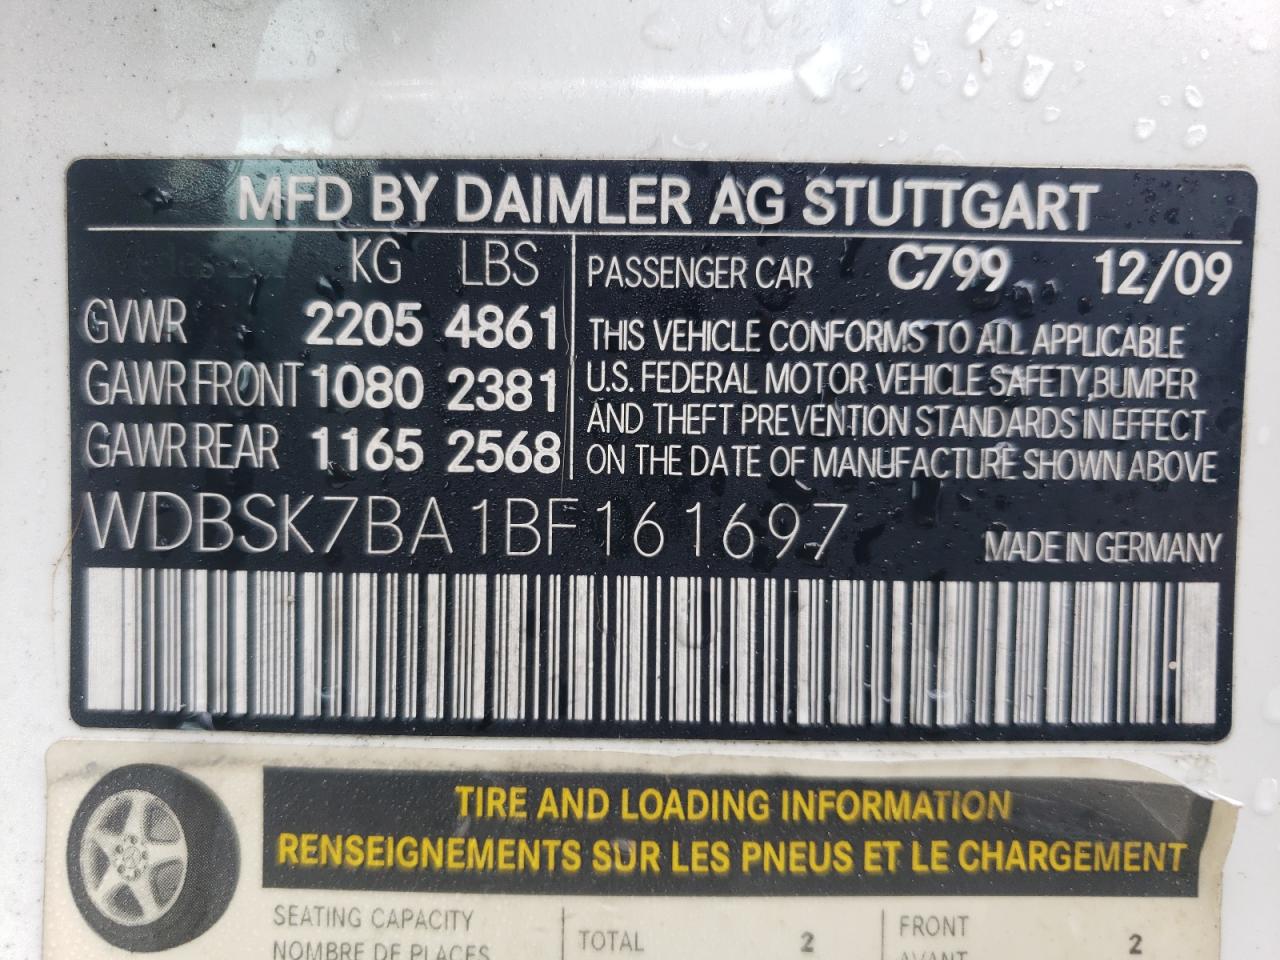 MFD BY DAIMLER AG STUTTGART
KG LBS
PASSENGER CAR C799 12/09
GVWR 2205 4861
GAWR FRONT 1080 2381
GAWR REAR 1165 2568
THIS VEHICLE CONFORMS TO ALL APPLICABLE
U.S. FEDERAL MOTOR VEHICLE SAFETY,BUMPER
AND THEFT PREVENTION STANDARDS IN EFFECT
ON THE DATE OF MANUFACTURE SHOWN ABOVE
WDBSK7BA1BF161697
MADE IN GERMANY
TIRE AND LOADING INFORMATION
RENSEIGNEMENTS SUR LES PNEUS ET LE CHARGEMENT
SEATING CAPACITY
NOMBRE DE PLACES
TOTAL 2
FRONT
AVANT 2